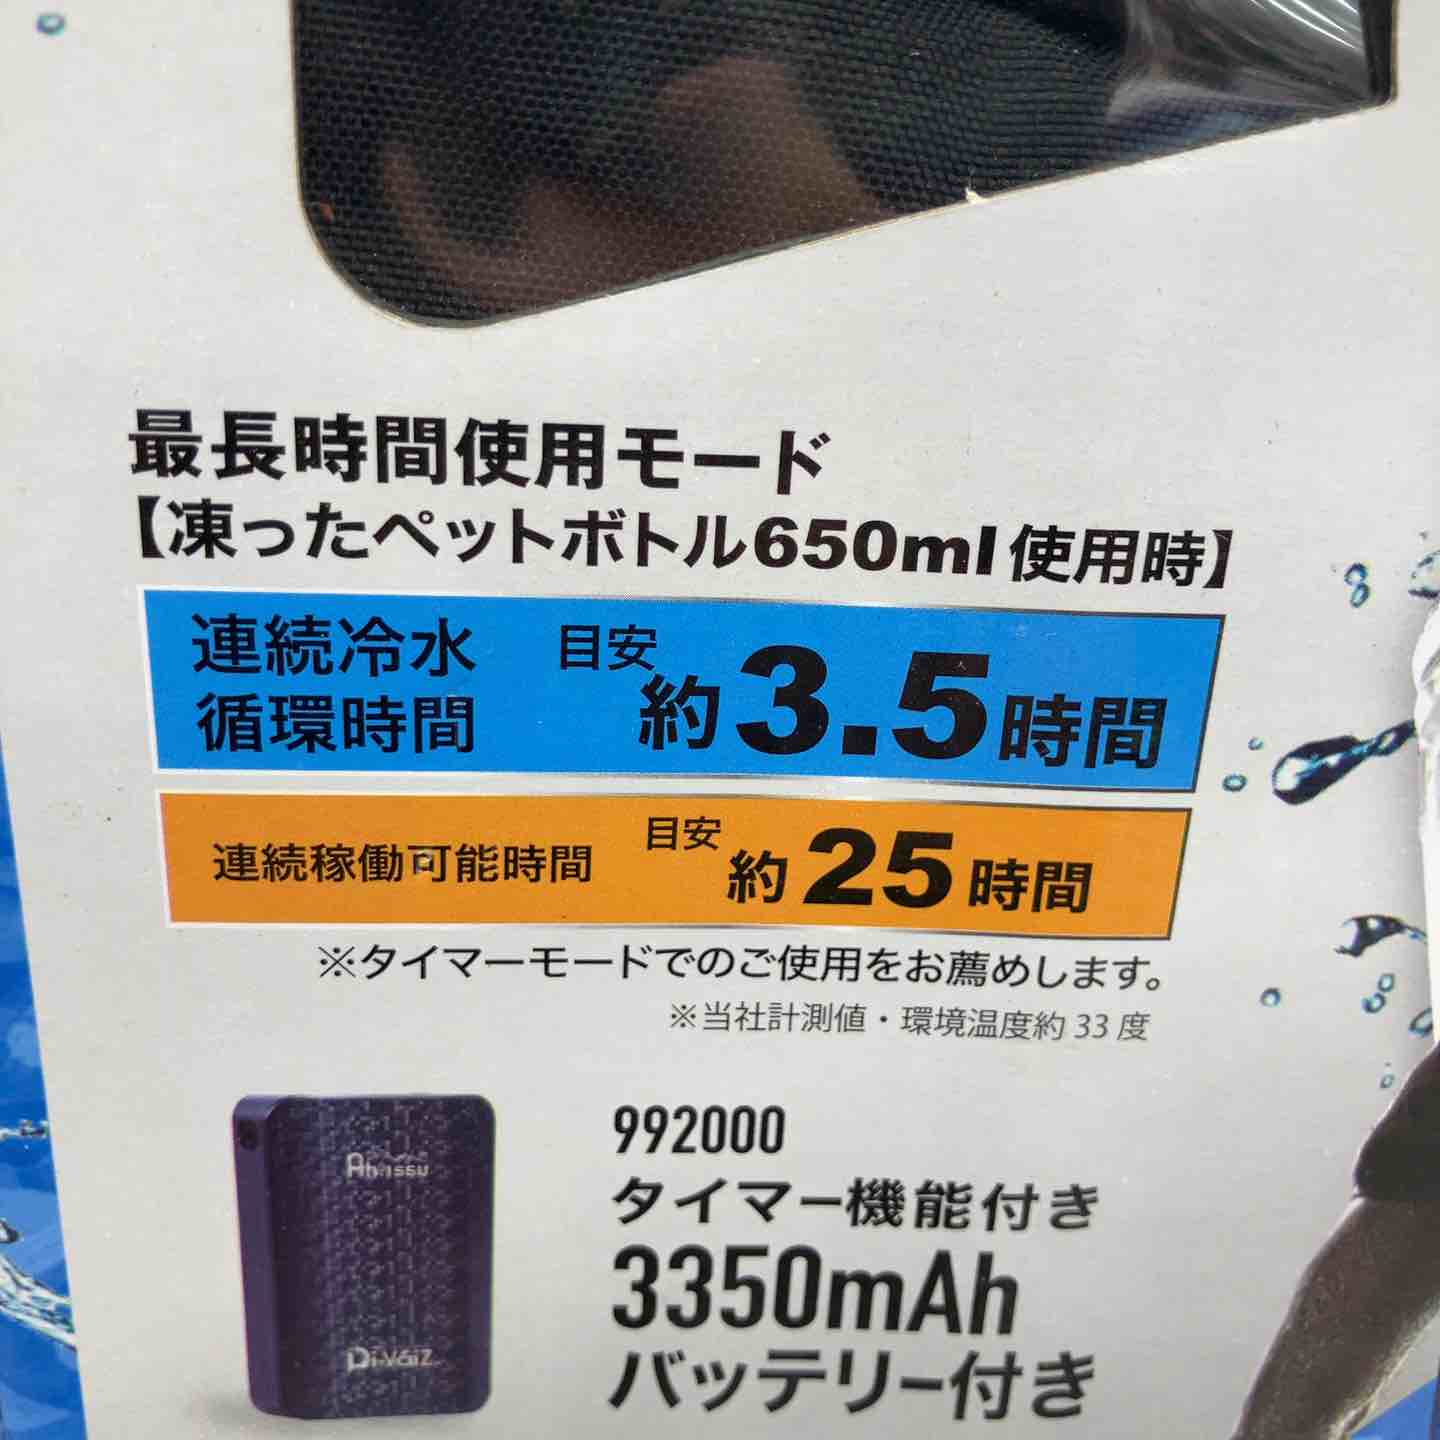 最長時間使用モード
【凍ったペットボトル650ml使用時】
連続冷水
循環時間
目安
約3.5時間
連続稼働可能時間
目安
約25時間
※タイマーモードでのご使用をお薦めします。
※当社計測値・環境温度約33度
Ah.issu
Di-VaiZ
992000
タイマー機能付き
3350mAh
バッテリー付き